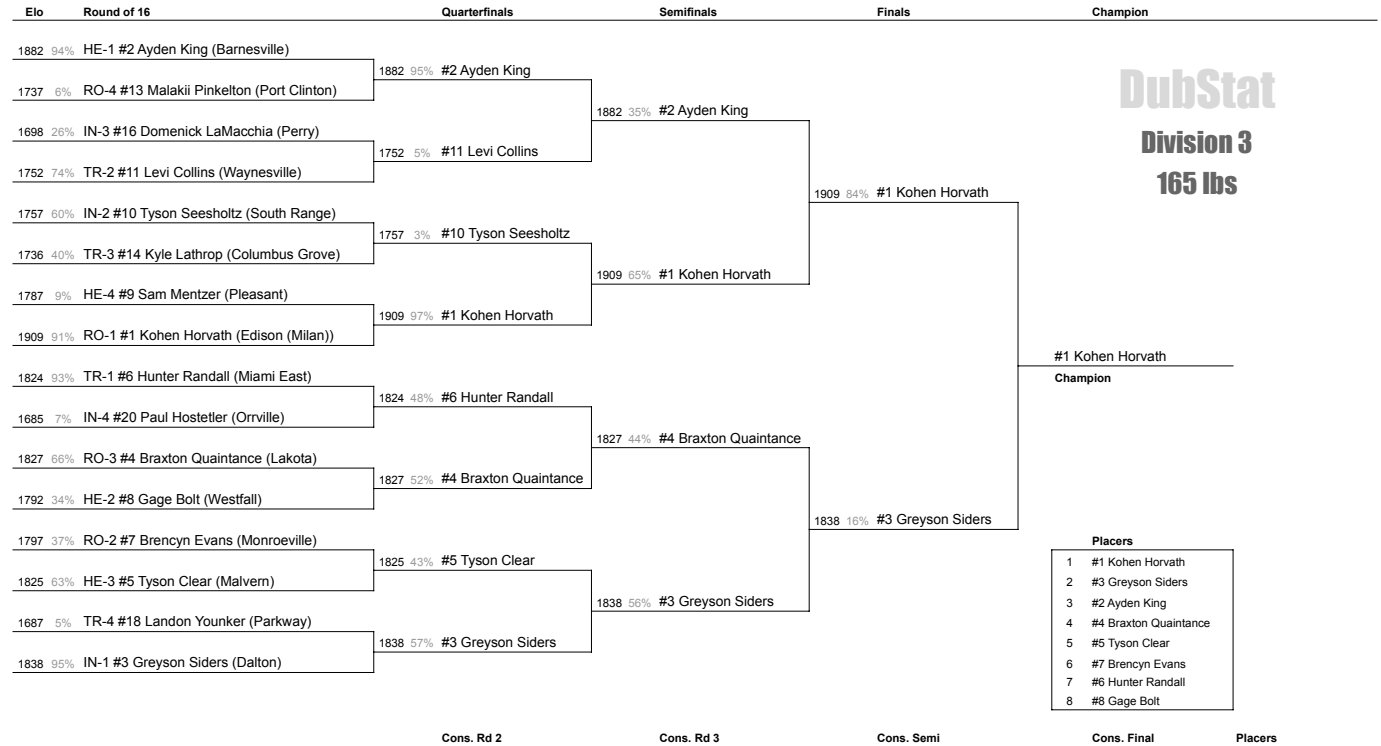 Elo Round of 16 Quarterfinals Semifinals Finals Champion
1882 94% HE-1 #2 Ayden King (Barnesville)
1882 95% #2 Ayden King
DubStat
1737 6% RO-4 #13 Malakii Pinkelton (Port Clinton)
1882 35% #2 Ayden King
1698 26% IN-3 #16 Domenick LaMacchia (Perry)
Division 3
1752 5% #11 Levi Collins
1752 74% TR-2 #11 Levi Collins (Waynesville)
165 lbs
1909 84% #1 Kohen Horvath
1757 60% IN-2 #10 Tyson Seesholtz (South Range)
1757 3% #10 Tyson Seesholtz
1736 40% TR-3 #14 Kyle Lathrop (Columbus Grove)
1909 65% #1 Kohen Horvath
1787 9% HE-4 #9 Sam Mentzer (Pleasant)
1909 97% #1 Kohen Horvath
1909 91% RO-1 #1 Kohen Horvath (Edison (Milan))
#1 Kohen Horvath
1824 93% TR-1 #6 Hunter Randall (Miami East)
Champion
1824 48% #6 Hunter Randall
1685 7% IN-4 #20 Paul Hostetler (Orrville)
1827 44% #4 Braxton Quaintance
1827 66% RO-3 #4 Braxton Quaintance (Lakota)
1827 52% #4 Braxton Quaintance
1792 34% HE-2 #8 Gage Bolt (Westfall)
1838 16% #3 Greyson Siders
1797 37% RO-2 #7 Brencyn Evans (Monroeville)
Placers
1825 43% #5 Tyson Clear
1 #1 Kohen Horvath
1825 63% HE-3 #5 Tyson Clear (Malvern)
2 #3 Greyson Siders
1838 56% #3 Greyson Siders
3 #2 Ayden King
1687 5% TR-4 #18 Landon Younker (Parkway)
4 #4 Braxton Quaintance
1838 57% #3 Greyson Siders
5 #5 Tyson Clear
1838 95% IN-1 #3 Greyson Siders (Dalton)
6 #7 Brencyn Evans
7 #6 Hunter Randall
8 #8 Gage Bolt
Cons. Rd 2 Cons. Rd 3 Cons. Semi Cons. Final Placers